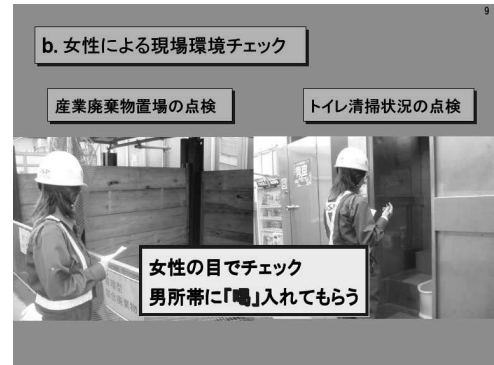 9
b. 女性による現場環境チェック
産業廃棄物置場の点検
トイレ清掃状況の点検
女性の目でチェック
男所帯に『喝』入れてもらう